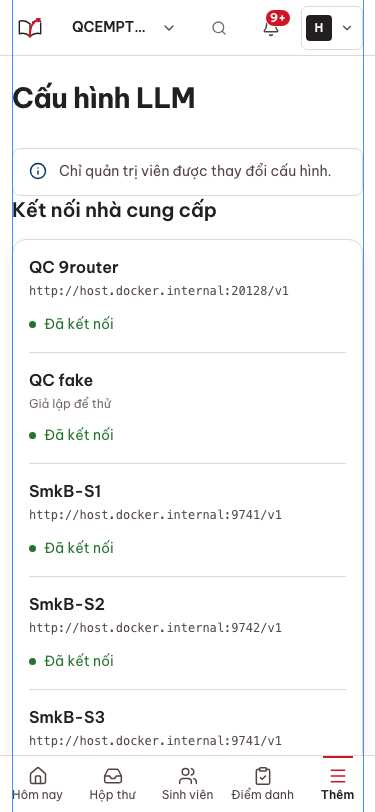 QCEMPT...
9+
H
Cấu hình LLM
Chỉ quản trị viên được thay đổi cấu hình.
Kết nối nhà cung cấp
QC 9router
http://host.docker.internal:20128/v1
Đã kết nối
QC fake
Giả lập để thử
Đã kết nối
SmkB-S1
http://host.docker.internal:9741/v1
Đã kết nối
SmkB-S2
http://host.docker.internal:9742/v1
Đã kết nối
SmkB-S3
http://host.docker.internal:9741/v1
Hôm nay
Hộp thư
Sinh viên
Điểm danh
Thêm